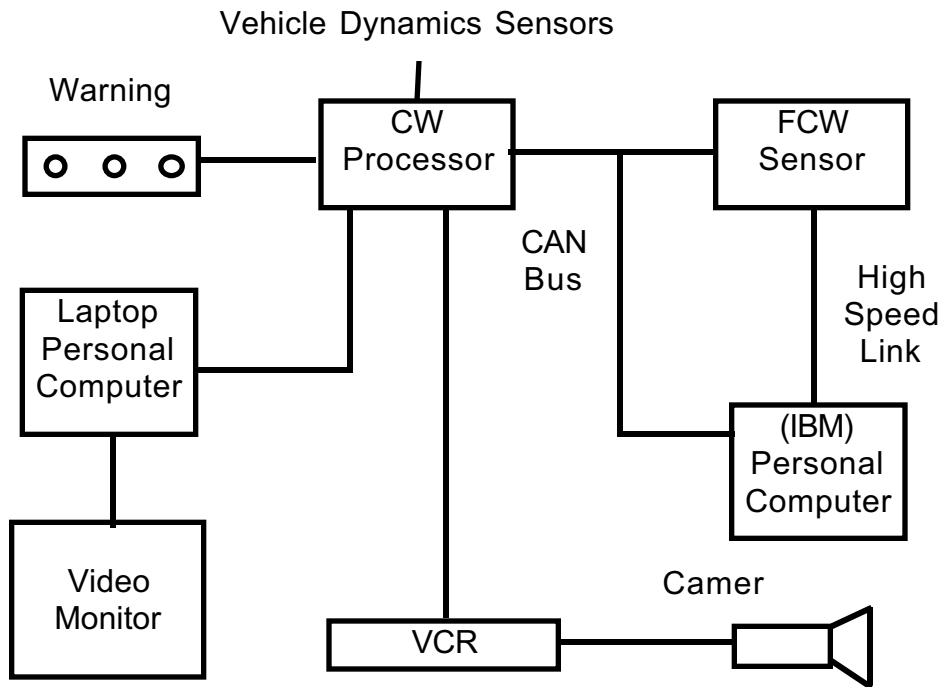 Vehicle Dynamics Sensors
Warning
CW
Processor
FCW
Sensor
CAN
Bus
High
Speed
Link
Laptop
Personal
Computer
(IBM)
Personal
Computer
Video
Monitor
Camer
VCR